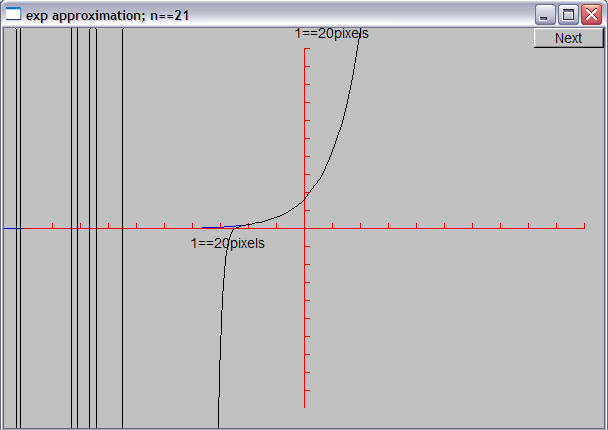 exp approximation; n==21
1==20pixels
Next
1==20pixels